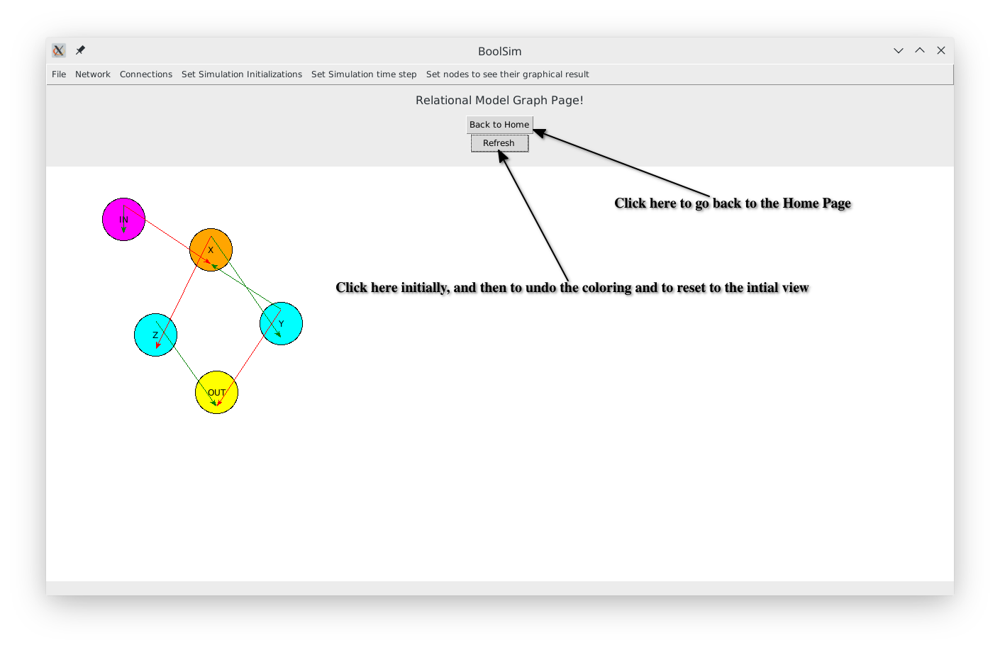 BoolSim
File Network Connections Set Simulation Initializations Set Simulation time step Set nodes to see their graphical result
Relational Model Graph Page!
Back to Home
Refresh
Click here to go back to the Home Page
IN
X
Click here initially, and then to undo the coloring and to reset to the intial view
Y
Z
OUT